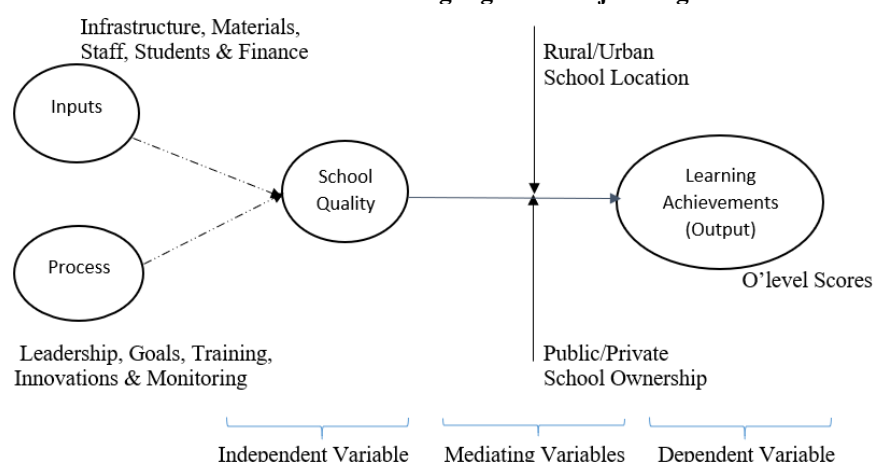 Infrastructure, Materials,
Staff, Students & Finance
Inputs
Rural/Urban
School Location
School
Quality
Learning
Achievements
(Output)
Process
O'level Scores
Leadership, Goals, Training,
Innovations & Monitoring
Public/Private
School Ownership
Independent Variable
Mediating Variables
Dependent Variable